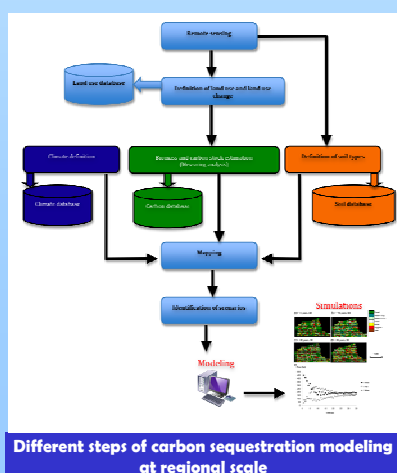 Remote sensing
Land use database
Definition of land use and land use
change
Climate definition
Biomass and carbon stock estimation
Definition of soil types
Climate database
Carbon database
Soil database
Mapping
Identification of scenarios
Simulations
Modeling
Different steps of carbon sequestration modeling
at regional scale